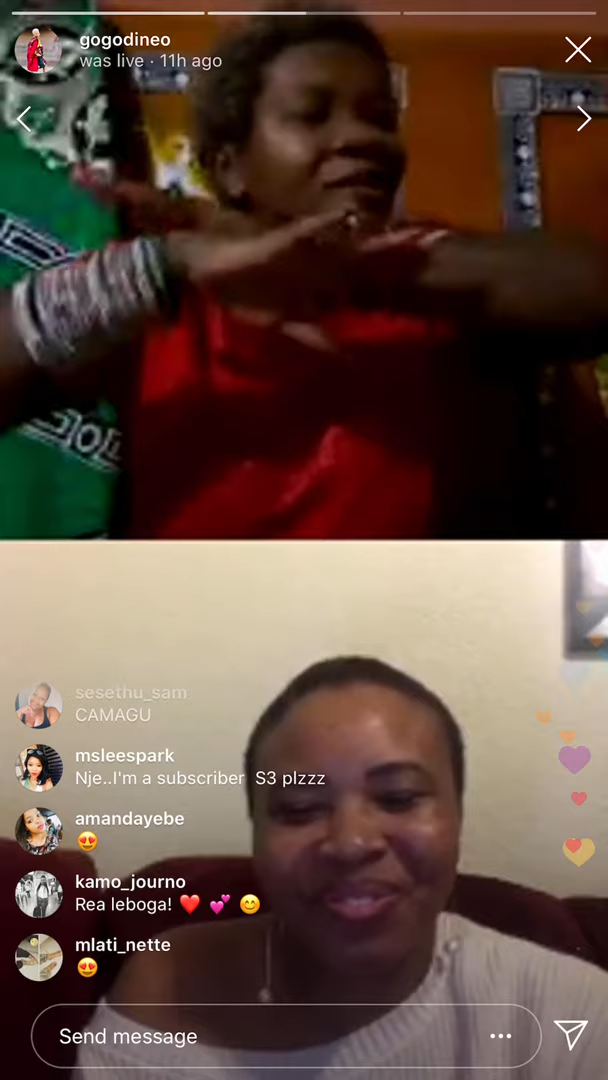 gogodineo
was live · 11h ago
sesethu_sam
CAMAGU
msleespark
Nje..I'm a subscriber S3 plzzz
amandayebe
😍
kamo_journo
Rea leboga! ❤️ 💕 😊
mlati_nette
😍
Send message